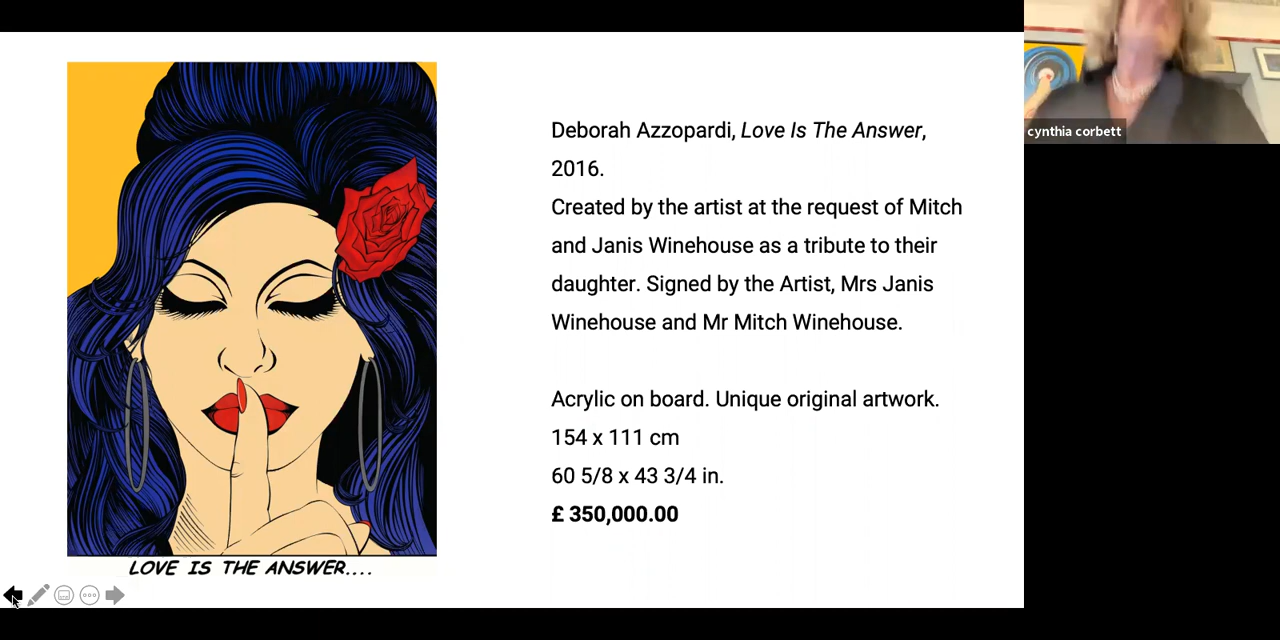 cynthia corbett
Deborah Azzopardi, Love Is The Answer,
2016.
Created by the artist at the request of Mitch
and Janis Winehouse as a tribute to their
daughter. Signed by the Artist, Mrs Janis
Winehouse and Mr Mitch Winehouse.
Acrylic on board. Unique original artwork.
154 x 111 cm
60 5/8 x 43 3/4 in.
£ 350,000.00
LOVE IS THE ANSWER....